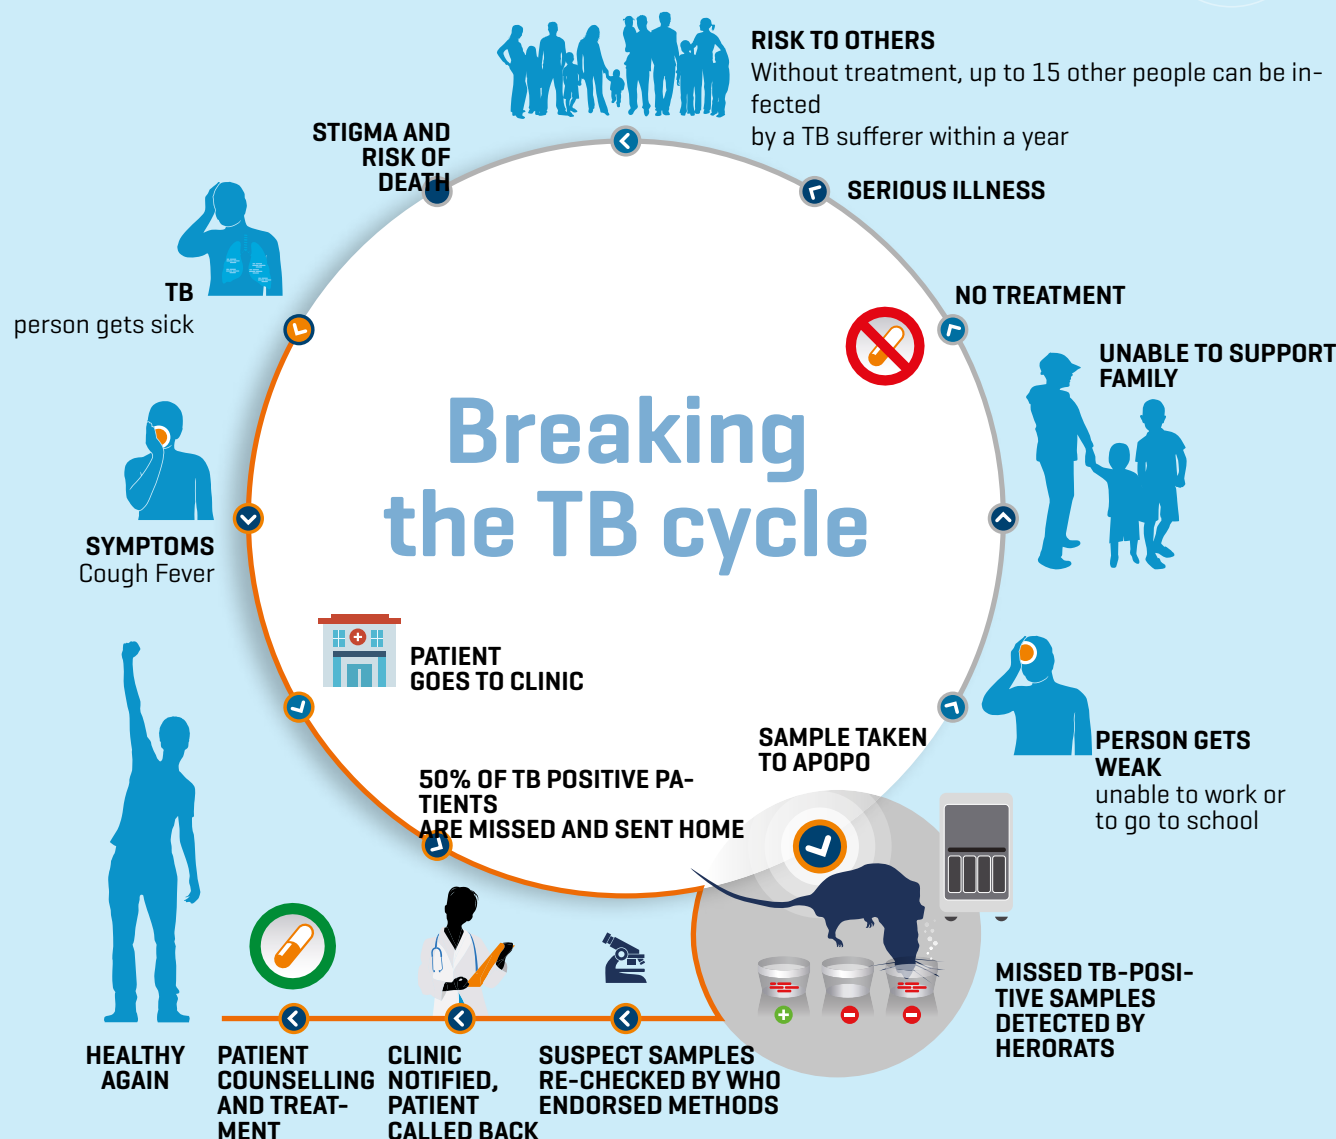 RISK TO OTHERS
Without treatment, up to 15 other people can be in-
fected
by a TB sufferer within a year
STIGMA AND
RISK OF
DEATH
SERIOUS ILLNESS
TB
person gets sick
NO TREATMENT
UNABLE TO SUPPORT
FAMILY
Breaking
the TB cycle
SYMPTOMS
Cough Fever
PATIENT
GOES TO CLINIC
PERSON GETS
WEAK
unable to work or
to go to school
SAMPLE TAKEN
TO APOPO
50% OF TB POSITIVE PA-
TIENTS
ARE MISSED AND SENT HOME
MISSED TB-POSI-
TIVE SAMPLES
DETECTED BY
HERORATS
HEALTHY
AGAIN
PATIENT
COUNSELLING
AND TREAT-
MENT
CLINIC
NOTIFIED,
PATIENT
CALLED BACK
SUSPECT SAMPLES
RE-CHECKED BY WHO
ENDORSED METHODS